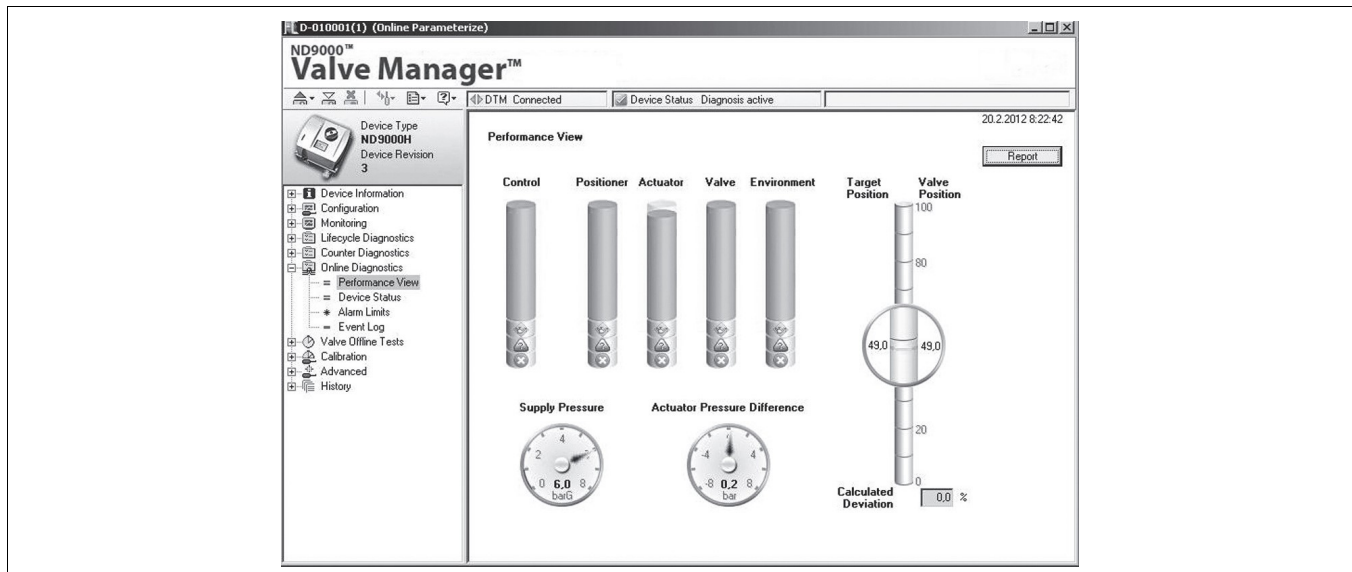 D-010001(1) (Online Parameterize)
ND9000™
Valve Manager™
DTM Connected
Device Status Diagnosis active
Device Type
ND9000H
Device Revision
3
Device Information
Configuration
Monitoring
Lifecycle Diagnostics
Counter Diagnostics
Online Diagnostics
Performance View
Device Status
Alarm Limits
Event Log
Valve Offline Tests
Calibration
Advanced
History
20.2.2012 8:22:42
Performance View
Report
Control Positioner Actuator Valve Environment
Target Position
Valve Position
100
80
49,0 49,0
20
0
Supply Pressure
4
2
0 6,0 8
barG
Actuator Pressure Difference
-4 4
-8 0,2 8
bar
Calculated Deviation
0,0 %